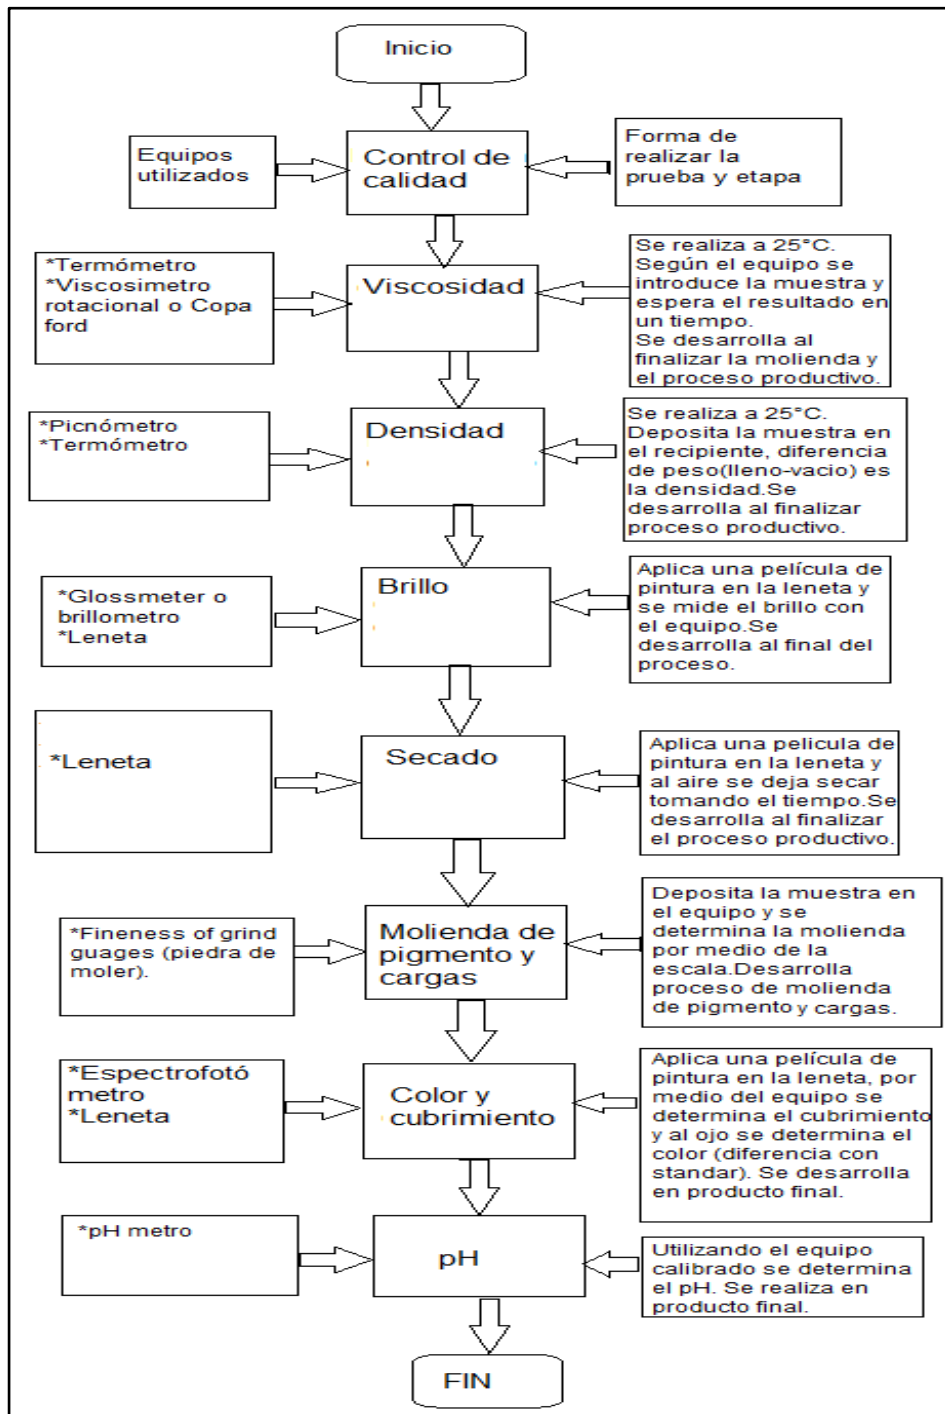 Inicio
Equipos
utilizados
Control de
calidad
Forma de
realizar la
prueba y etapa
*Termómetro
*Viscosimetro
rotacional o Copa
ford
Viscosidad
Se realiza a 25°C.
Según el equipo se
introduce la muestra y
espera el resultado en
un tiempo.
Se desarrolla al
finalizar la molienda y
el proceso productivo.
*Picnómetro
*Termómetro
Densidad
Se realiza a 25°C.
Deposita la muestra en
el recipiente, diferencia
de peso(lleno-vacio) es
la densidad.Se
desarrolla al finalizar
proceso productivo.
*Glossmeter o
brillometro
*Leneta
Brillo
Aplica una película de
pintura en la leneta y
se mide el brillo con
el equipo.Se
desarrolla al final del
proceso.
*Leneta
Secado
Aplica una pelicula de
pintura en la leneta y
al aire se deja secar
tomando el tiempo.Se
desarrolla al finalizar
el proceso productivo.
*Fineness of grind
guages (piedra de
moler).
Molienda de
pigmento y
cargas
Deposita la muestra en
el equipo y se
determina la molienda
por medio de la
escala.Desarrolla
proceso de molienda
de pigmento y cargas.
*Espectrofotó
metro
*Leneta
Color y
cubrimiento
Aplica una película de
pintura en la leneta, por
medio del equipo se
determina el cubrimiento
y al ojo se determina el
color (diferencia con
standar). Se desarrolla
en producto final.
*pH metro
pH
Utilizando el equipo
calibrado se determina
el pH. Se realiza en
producto final.
FIN